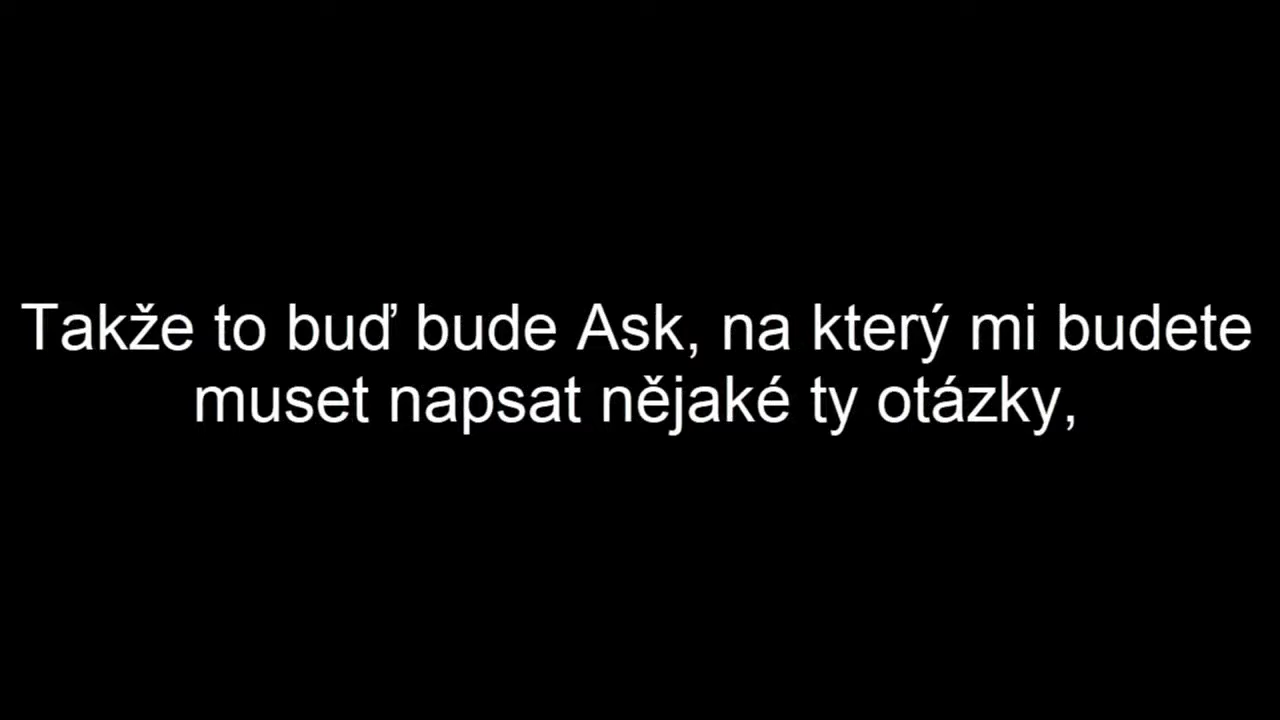 Takže to buď bude Ask, na který mi budete
muset napsat nějaké ty otázky,